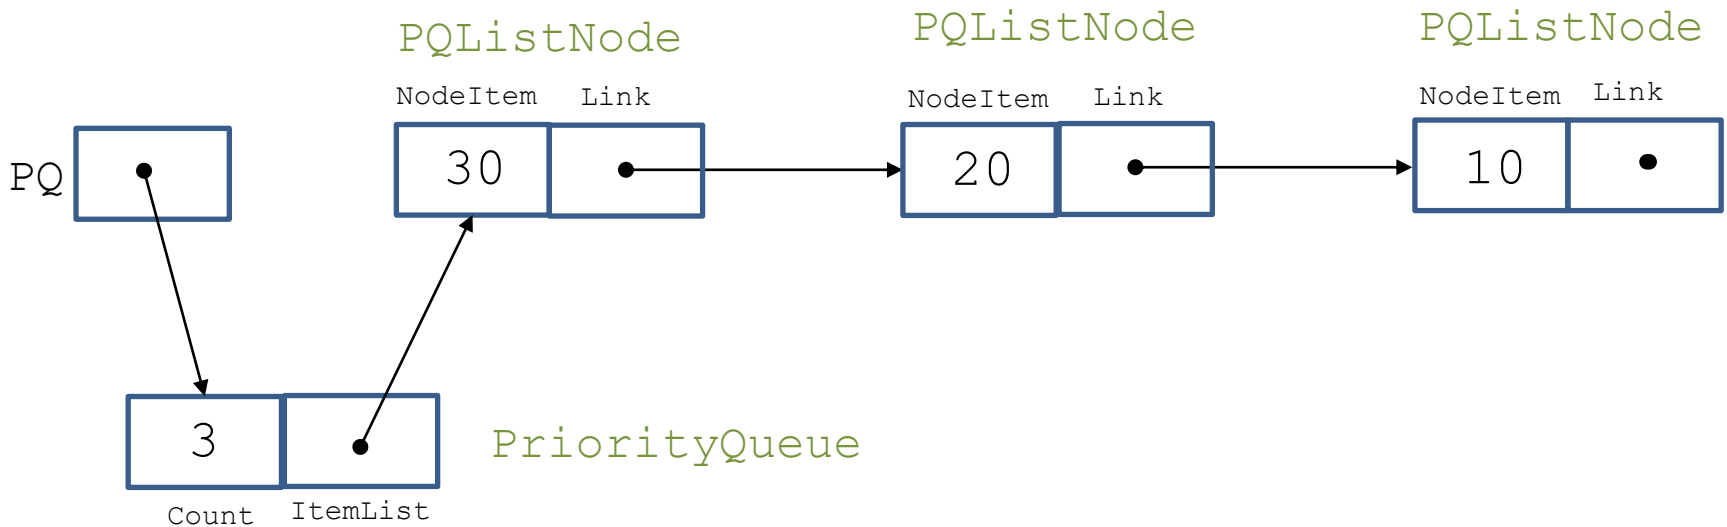 PQListNode PQListNode PQListNode
NodeItem Link NodeItem Link NodeItem Link
PQ 30 20 10
3 PriorityQueue
Count ItemList